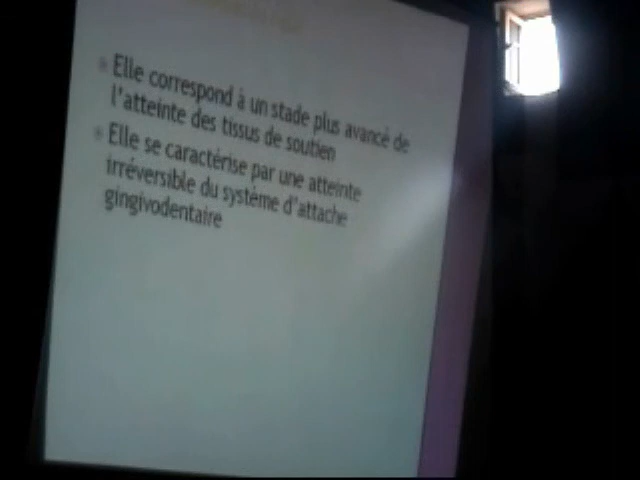 Elle correspond à un stade plus avancé de
l'atteinte des tissus de soutien
Elle se caractérise par une atteinte
irréversible du système d'attache
gingivodentaire